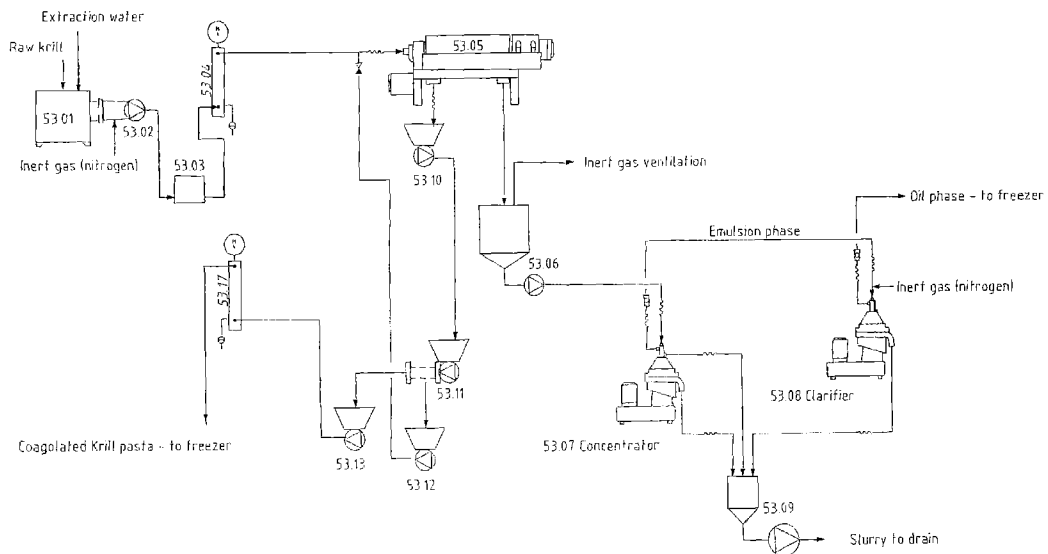 Extraction water
Raw krill
M
53.01
53.02
Inert gas (nitrogen)
53.03
53.04
53.05
53.10
Inert gas ventilation
Oil phase - to freezer
Emulsion phase
53.06
Inert gas (nitrogen)
M
53.17
53.11
53.08 Clarifier
53.07 Concentrator
Coagolated Krill pasta - to freezer
53.13
53.12
53.09
Slurry to drain